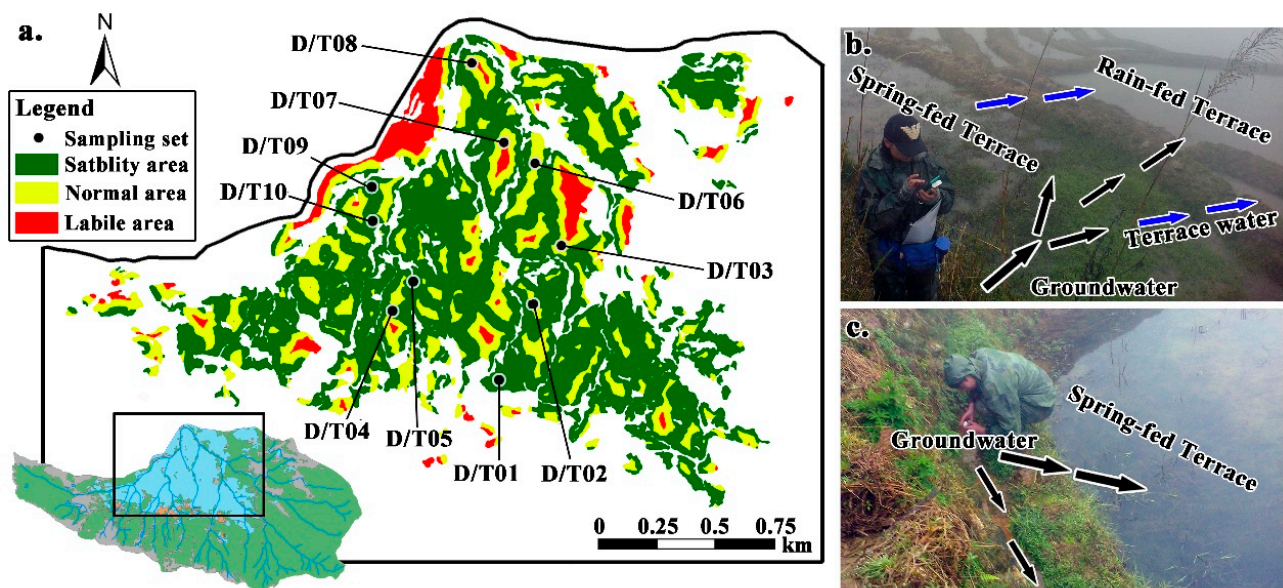 a.
N
Legend
Sampling set
Satblity area
Normal area
Labile area
D/T08
D/T07
D/T09
D/T10
D/T06
D/T03
D/T04
D/T05
D/T01
D/T02
0 0.25 0.5 0.75
km
b.
Spring-fed Terrace
Rain-fed Terrace
Terrace water
Groundwater
c.
Groundwater
Spring-fed Terrace